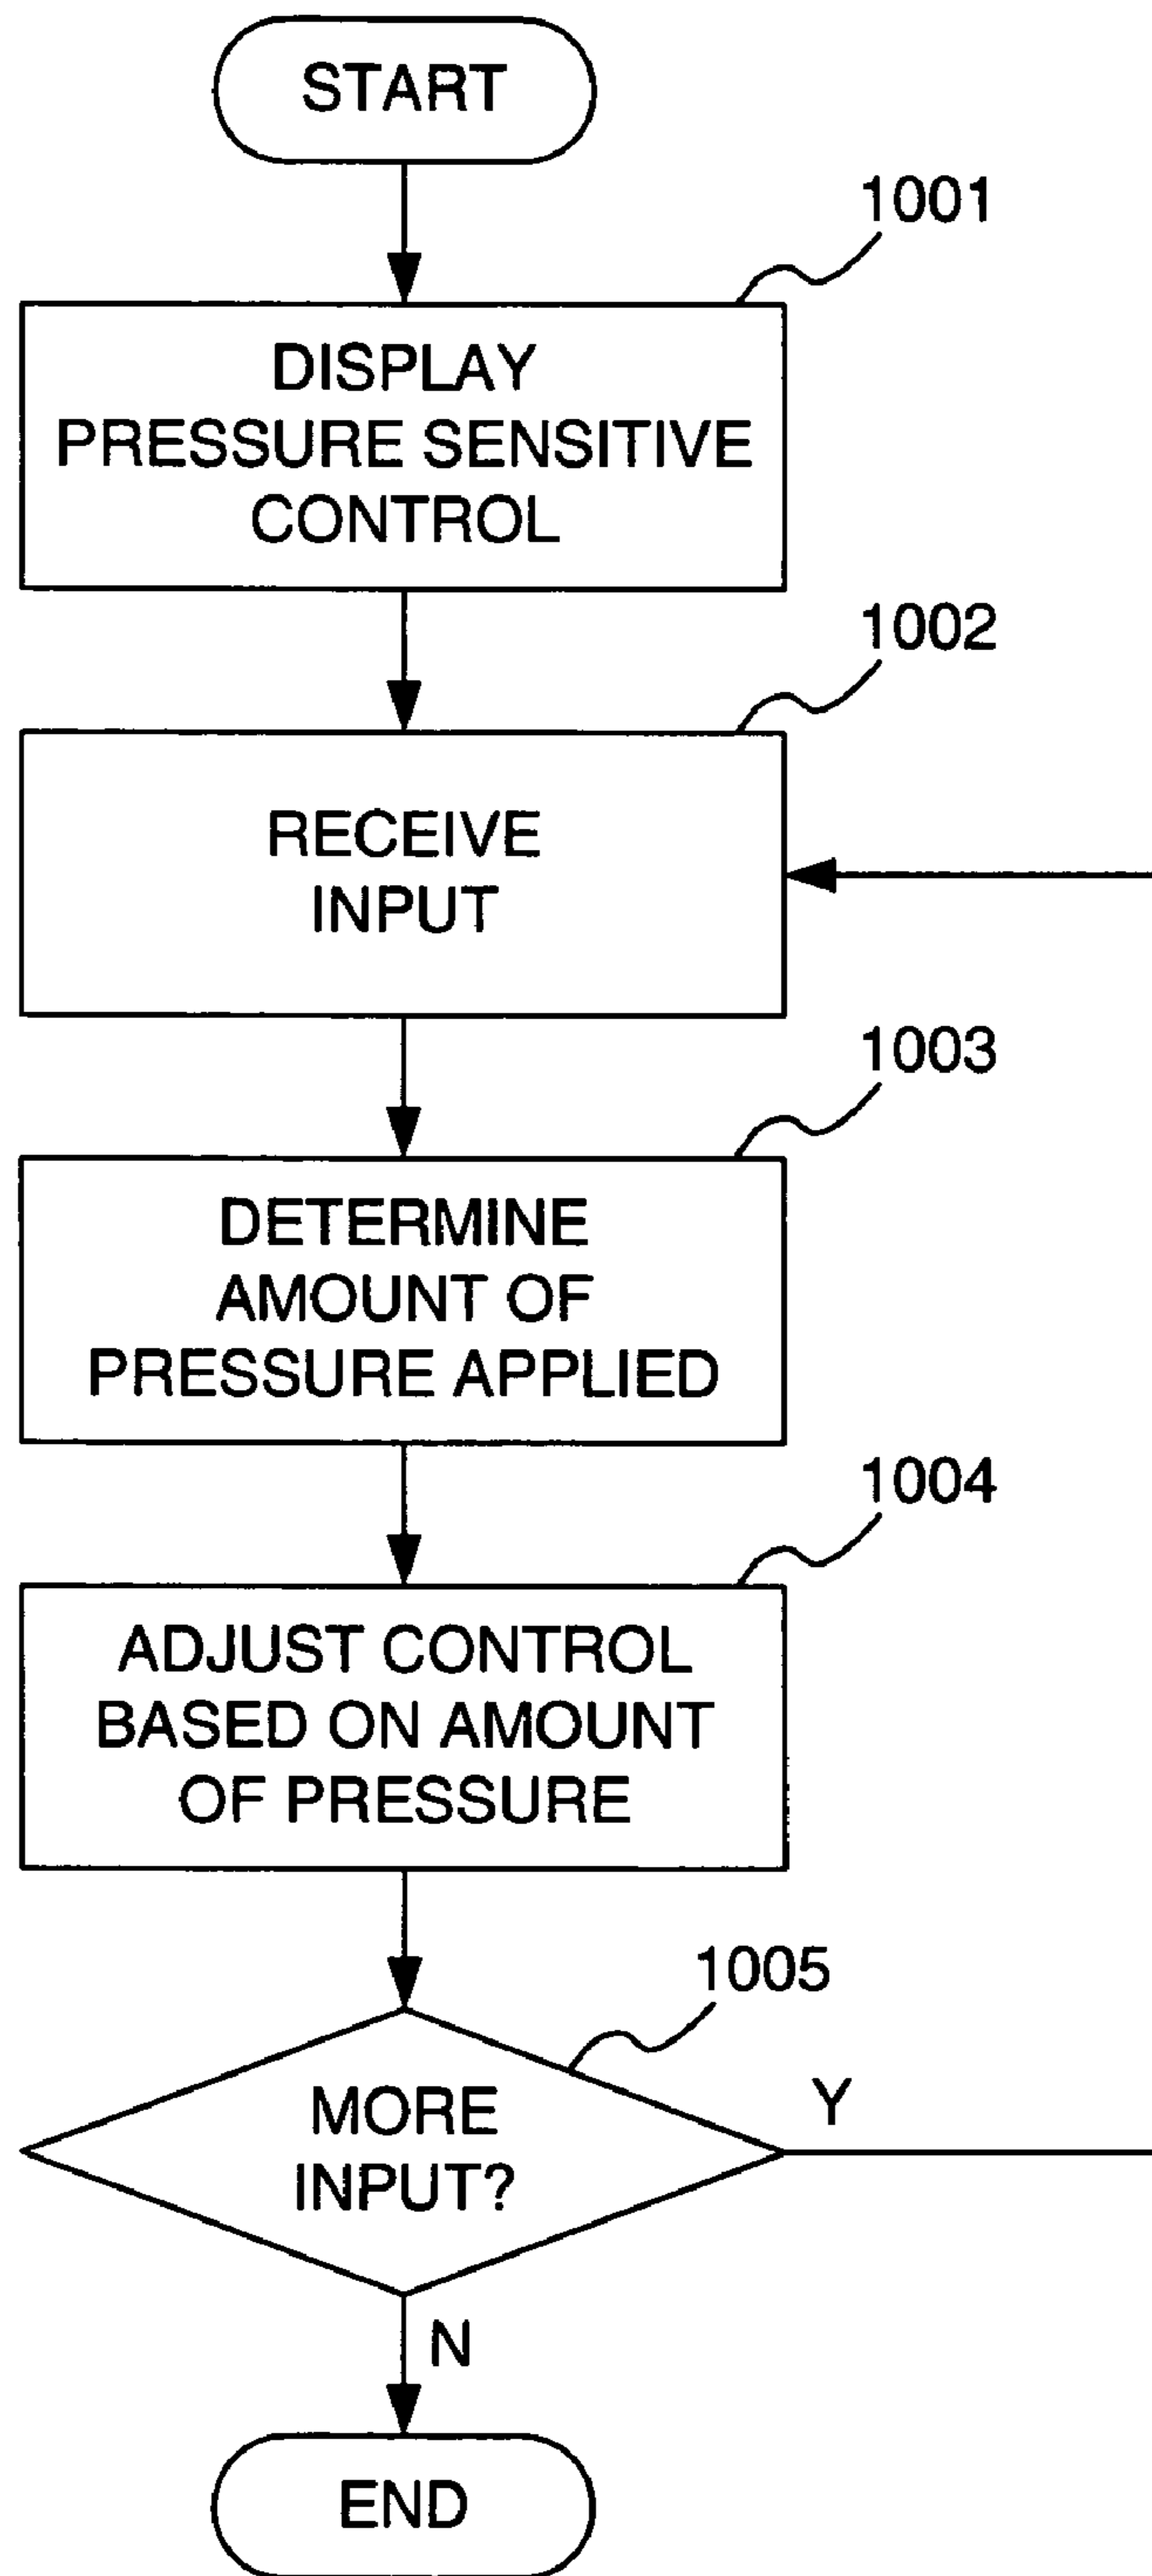 START
1001
DISPLAY
PRESSURE SENSITIVE
CONTROL
1002
RECEIVE
INPUT
1003
DETERMINE
AMOUNT OF
PRESSURE APPLIED
1004
ADJUST CONTROL
BASED ON AMOUNT
OF PRESSURE
1005
MORE
INPUT?
Y
N
END